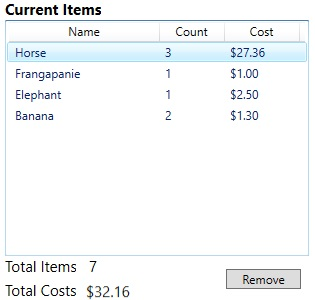 Current Items
Name Count Cost
Horse 3 $27.36
Frangapanie 1 $1.00
Elephant 1 $2.50
Banana 2 $1.30
Total Items 7
Total Costs $32.16
Remove